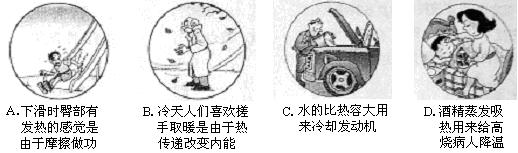 A.下滑时臀部有
发热的感觉是
由于摩擦做功
B.冷天人们喜欢搓
手取暖是由于热
传递改变内能
C.水的比热容大用
来冷却发动机
D.酒精蒸发吸
热用来给高
烧病人降温